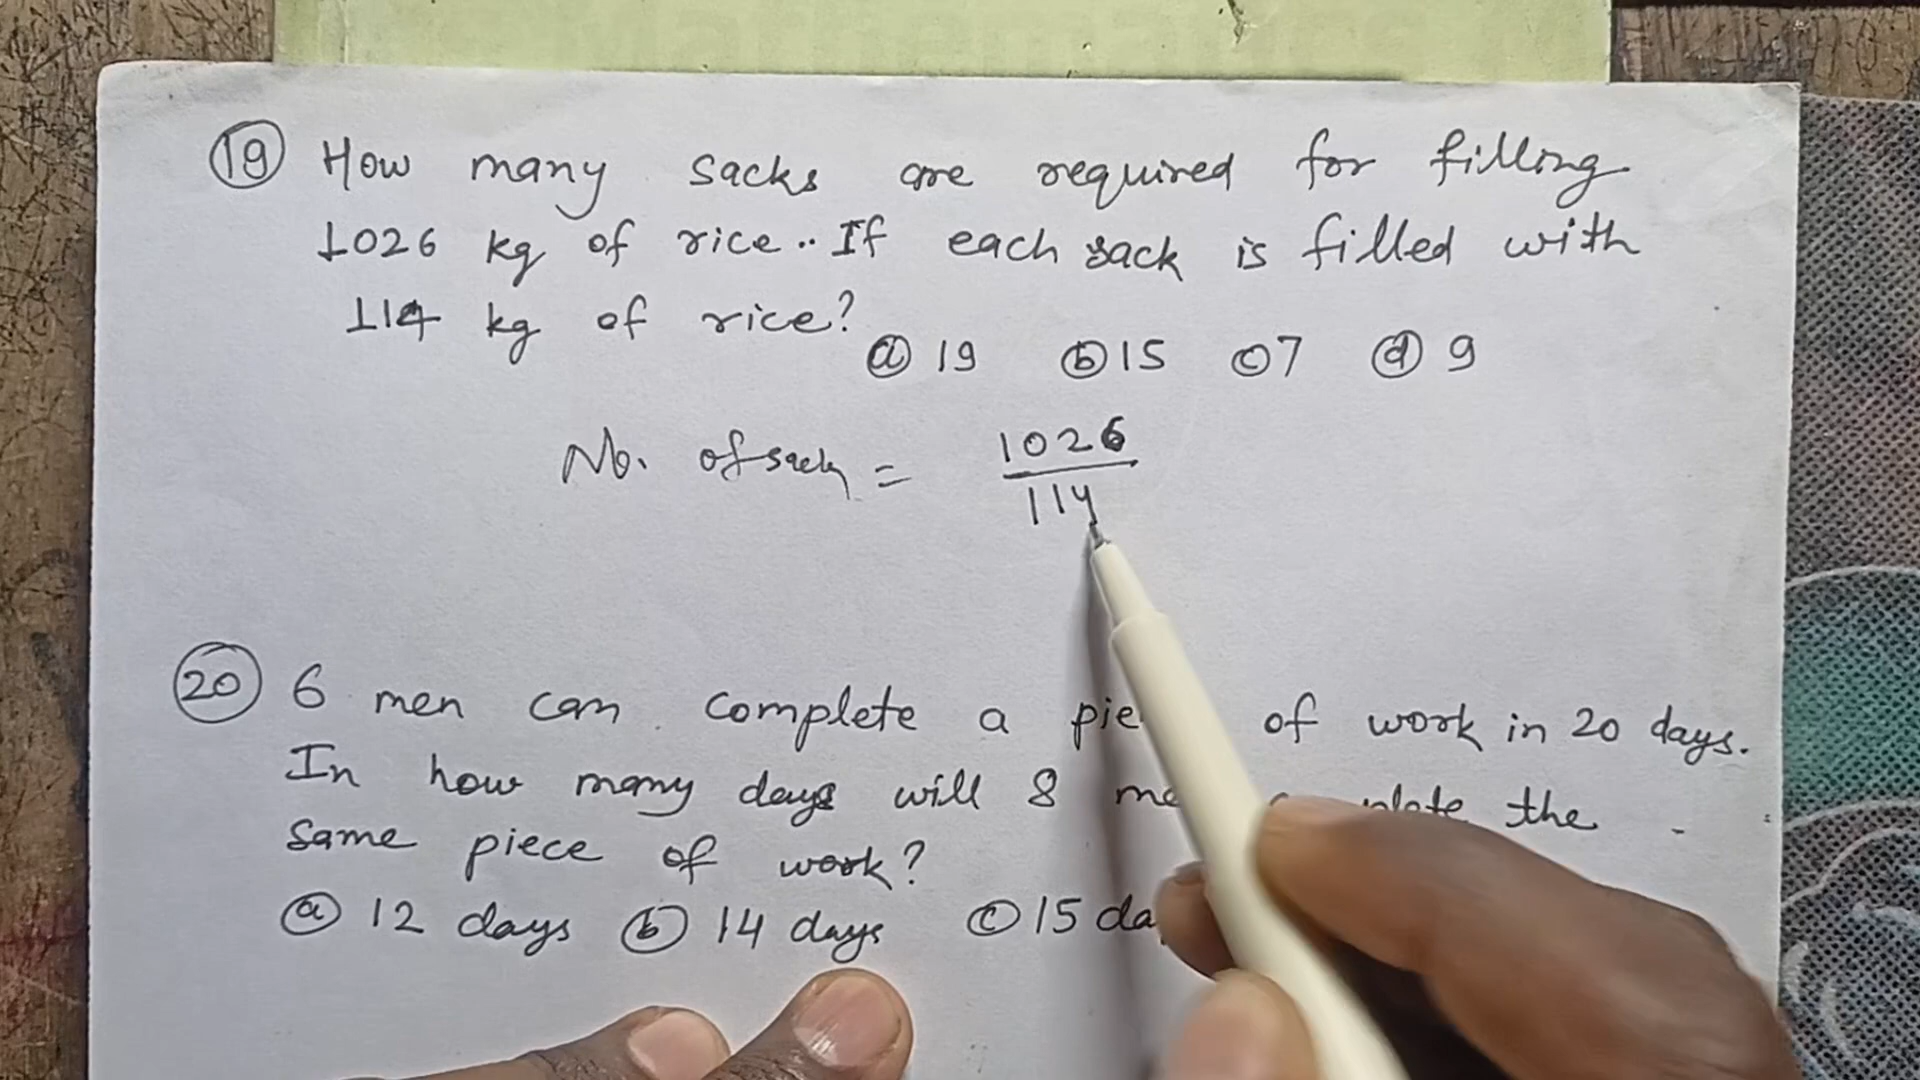 19 How many sacks are required for filling
1026 kg of rice.. If each sack is filled with
114 kg of rice?
a 19 b 15 c 7 d 9
No. of sack = 1026
114
20 6 men can complete a pie of work in 20 days.
In how many days will 8 me the
same piece of work?
a 12 days b 14 days c 15 da